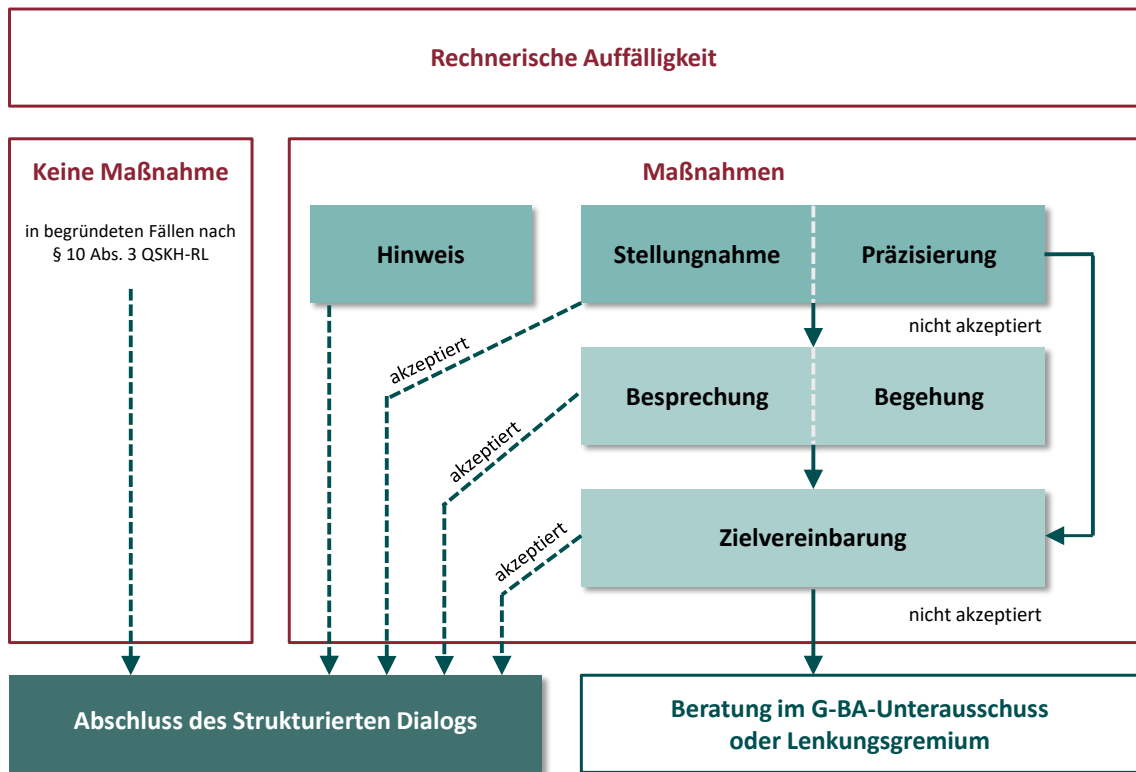 Rechnerische Auffälligkeit
Keine Maßnahme
in begründeten Fällen nach
§ 10 Abs. 3 QSKH-RL
Maßnahmen
Hinweis
Stellungnahme
Präzisierung
nicht akzeptiert
akzeptiert
Besprechung
Begehung
akzeptiert
Zielvereinbarung
akzeptiert
nicht akzeptiert
Abschluss des Strukturierten Dialogs
Beratung im G-BA-Unterausschuss
oder Lenkungsgremium